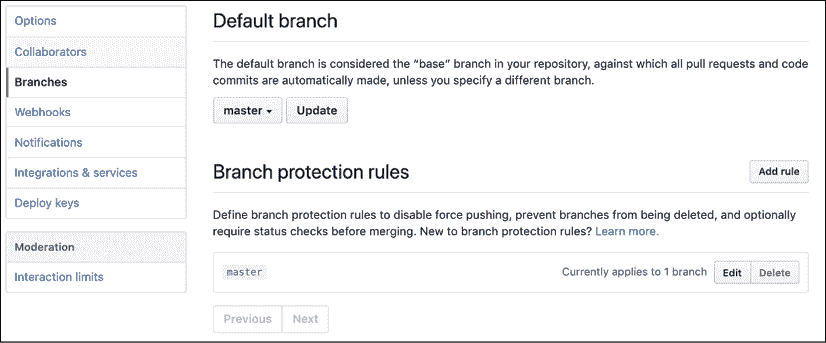 Options
Collaborators
Branches
Webhooks
Notifications
Integrations & services
Deploy keys
Moderation
Interaction limits
Default branch
The default branch is considered the “base” branch in your repository, against which all pull requests and code
commits are automatically made, unless you specify a different branch.
master Update
Branch protection rules Add rule
Define branch protection rules to disable force pushing, prevent branches from being deleted, and optionally
require status checks before merging. New to branch protection rules? Learn more.
master Currently applies to 1 branch Edit Delete
Previous Next